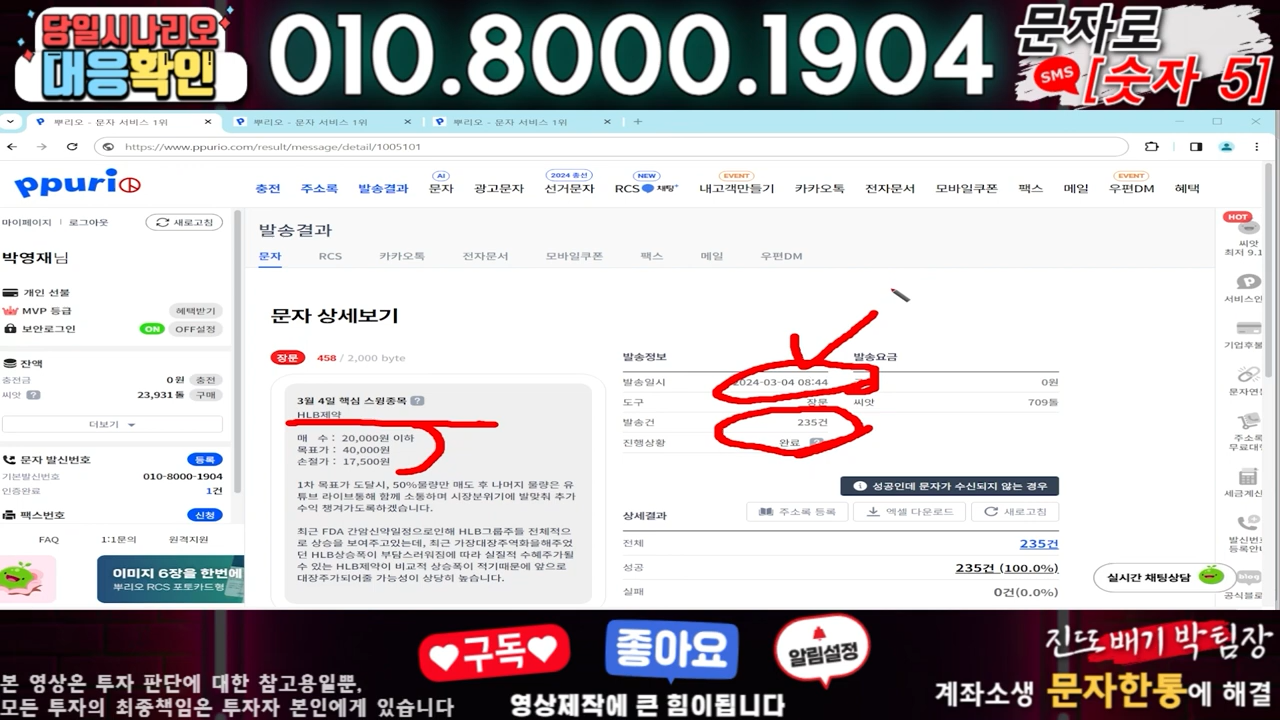 당일시나리오
대응확인
010.8000.1904
문자로
SMS
[숫자 5]
뿌리오 - 문자 서비스 1위
뿌리오 - 문자 서비스 1위
뿌리오 - 문자 서비스 1위
https://www.ppurio.com/result/message/detail/1005101
ppurio
충전
주소록
발송결과
AI
문자
광고문자
2024 총선
선거문자
NEW
RCS 채팅+
EVENT
내고객만들기
카카오톡
전자문서
모바일쿠폰
팩스
메일
EVENT
우편DM
혜택
마이페이지 | 로그아웃
새로고침
박영재님
개인 선불
MVP 등급
혜택받기
보안로그인
ON
OFF설정
잔액
충전금
0 원
충전
씨앗 ?
23,931 톨
구매
더보기
문자 발신번호
등록
기본발신번호
010-8000-1904
인증완료
1건
팩스번호
신청
FAQ
1:1문의
원격지원
이미지 6장을 한번에
뿌리오 RCS 포토카드형
발송결과
문자
RCS
카카오톡
전자문서
모바일쿠폰
팩스
메일
우편DM
문자 상세보기
장문
458 / 2,000 byte
3월 4일 핵심 스윙종목 ?
HLB제약
매 수 : 20,000원 이하
목표가 : 40,000원
손절가 : 17,500원
1차 목표가 도달시, 50%물량만 매도 후 나머지 물량은 유
튜브 라이브통해 함께 소통하며 시장분위기에 발맞춰 추가
수익 챙겨가도록하겠습니다.
최근 FDA 간암신약일정으로인해 HLB그룹주들 전체적으
로 상승을 보여주고있는데, 최근 가장대장주역화을해주었
던 HLB상승폭이 부담스러워짐에 따라 실질적 수혜주가될
수 있는 HLB제약이 비교적 상승폭이 적기때문에 앞으로
대장주가되어줄 가능성이 상당히 높습니다.
발송정보
발송일시
2024-03-04 08:44
도구
장문
발송건
235건
진행상황
완료 ?
발송요금
0원
씨앗
709톨
성공인데 문자가 수신되지 않는 경우
상세결과
주소록 등록
엑셀 다운로드
새로고침
전체
235건
성공
235건 (100.0%)
실패
0건(0.0%)
HOT
씨앗
최저 9.1
서비스인
기업후불
문자연동
주소록
무료대
세금계산
발신번호
등록안내
blog
공식블로
실시간 채팅상담
구독
좋아요
알림설정
영상제작에 큰 힘이됩니다
본 영상은 투자 판단에 대한 참고용일뿐,
모든 투자의 최종책임은 투자자 본인에게 있습니다
진또배기 박팀장
계좌소생 문자한통에 해결